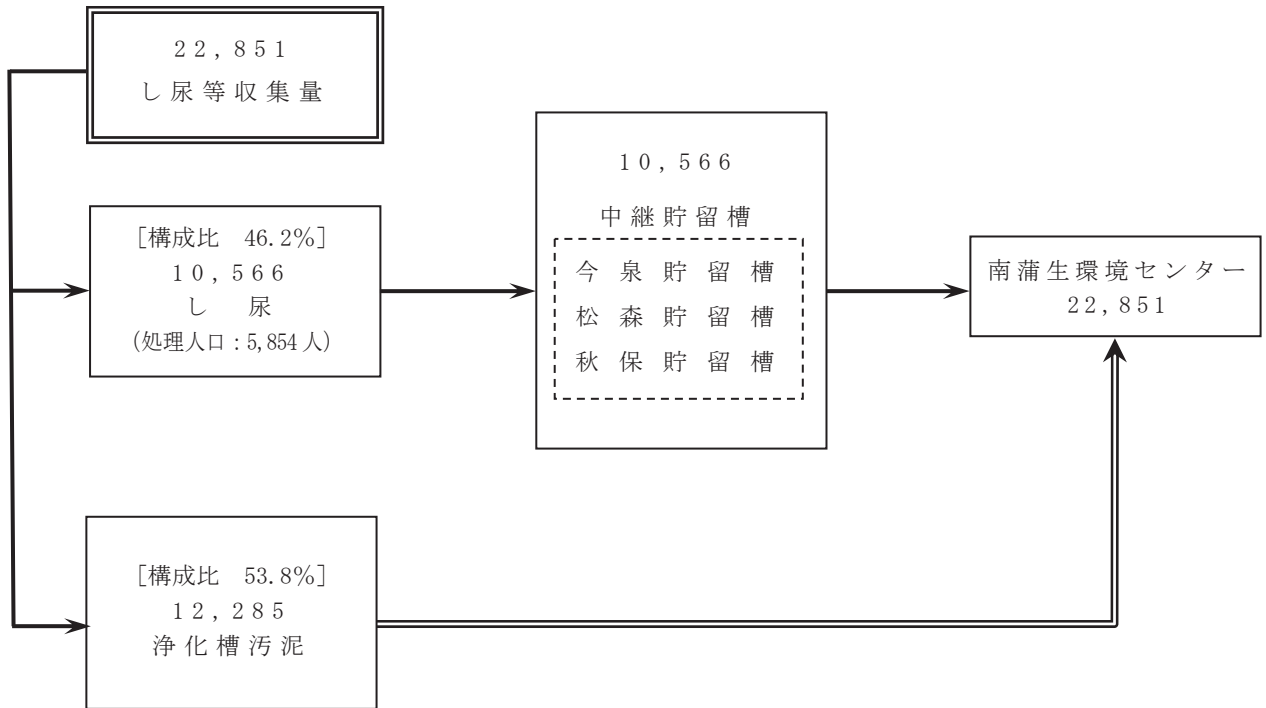 22,851
し尿等収集量
[構成比　46.2%]
10,566
し　尿
(処理人口：5,854人)
10,566
中継貯留槽
今泉貯留槽
松森貯留槽
秋保貯留槽
南蒲生環境センター
22,851
[構成比　53.8%]
12,285
浄化槽汚泥